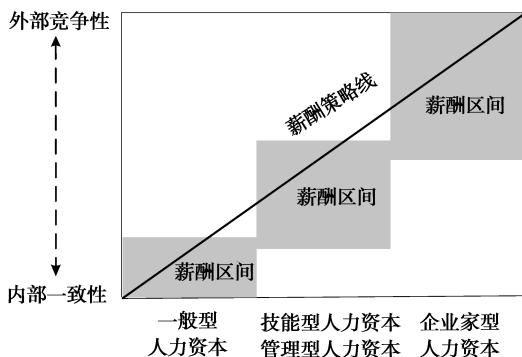 外部竞争性
薪酬策略线
薪酬区间
薪酬区间
薪酬区间
内部一致性
一般型
人力资本
技能型人力资本
管理型人力资本
企业家型
人力资本